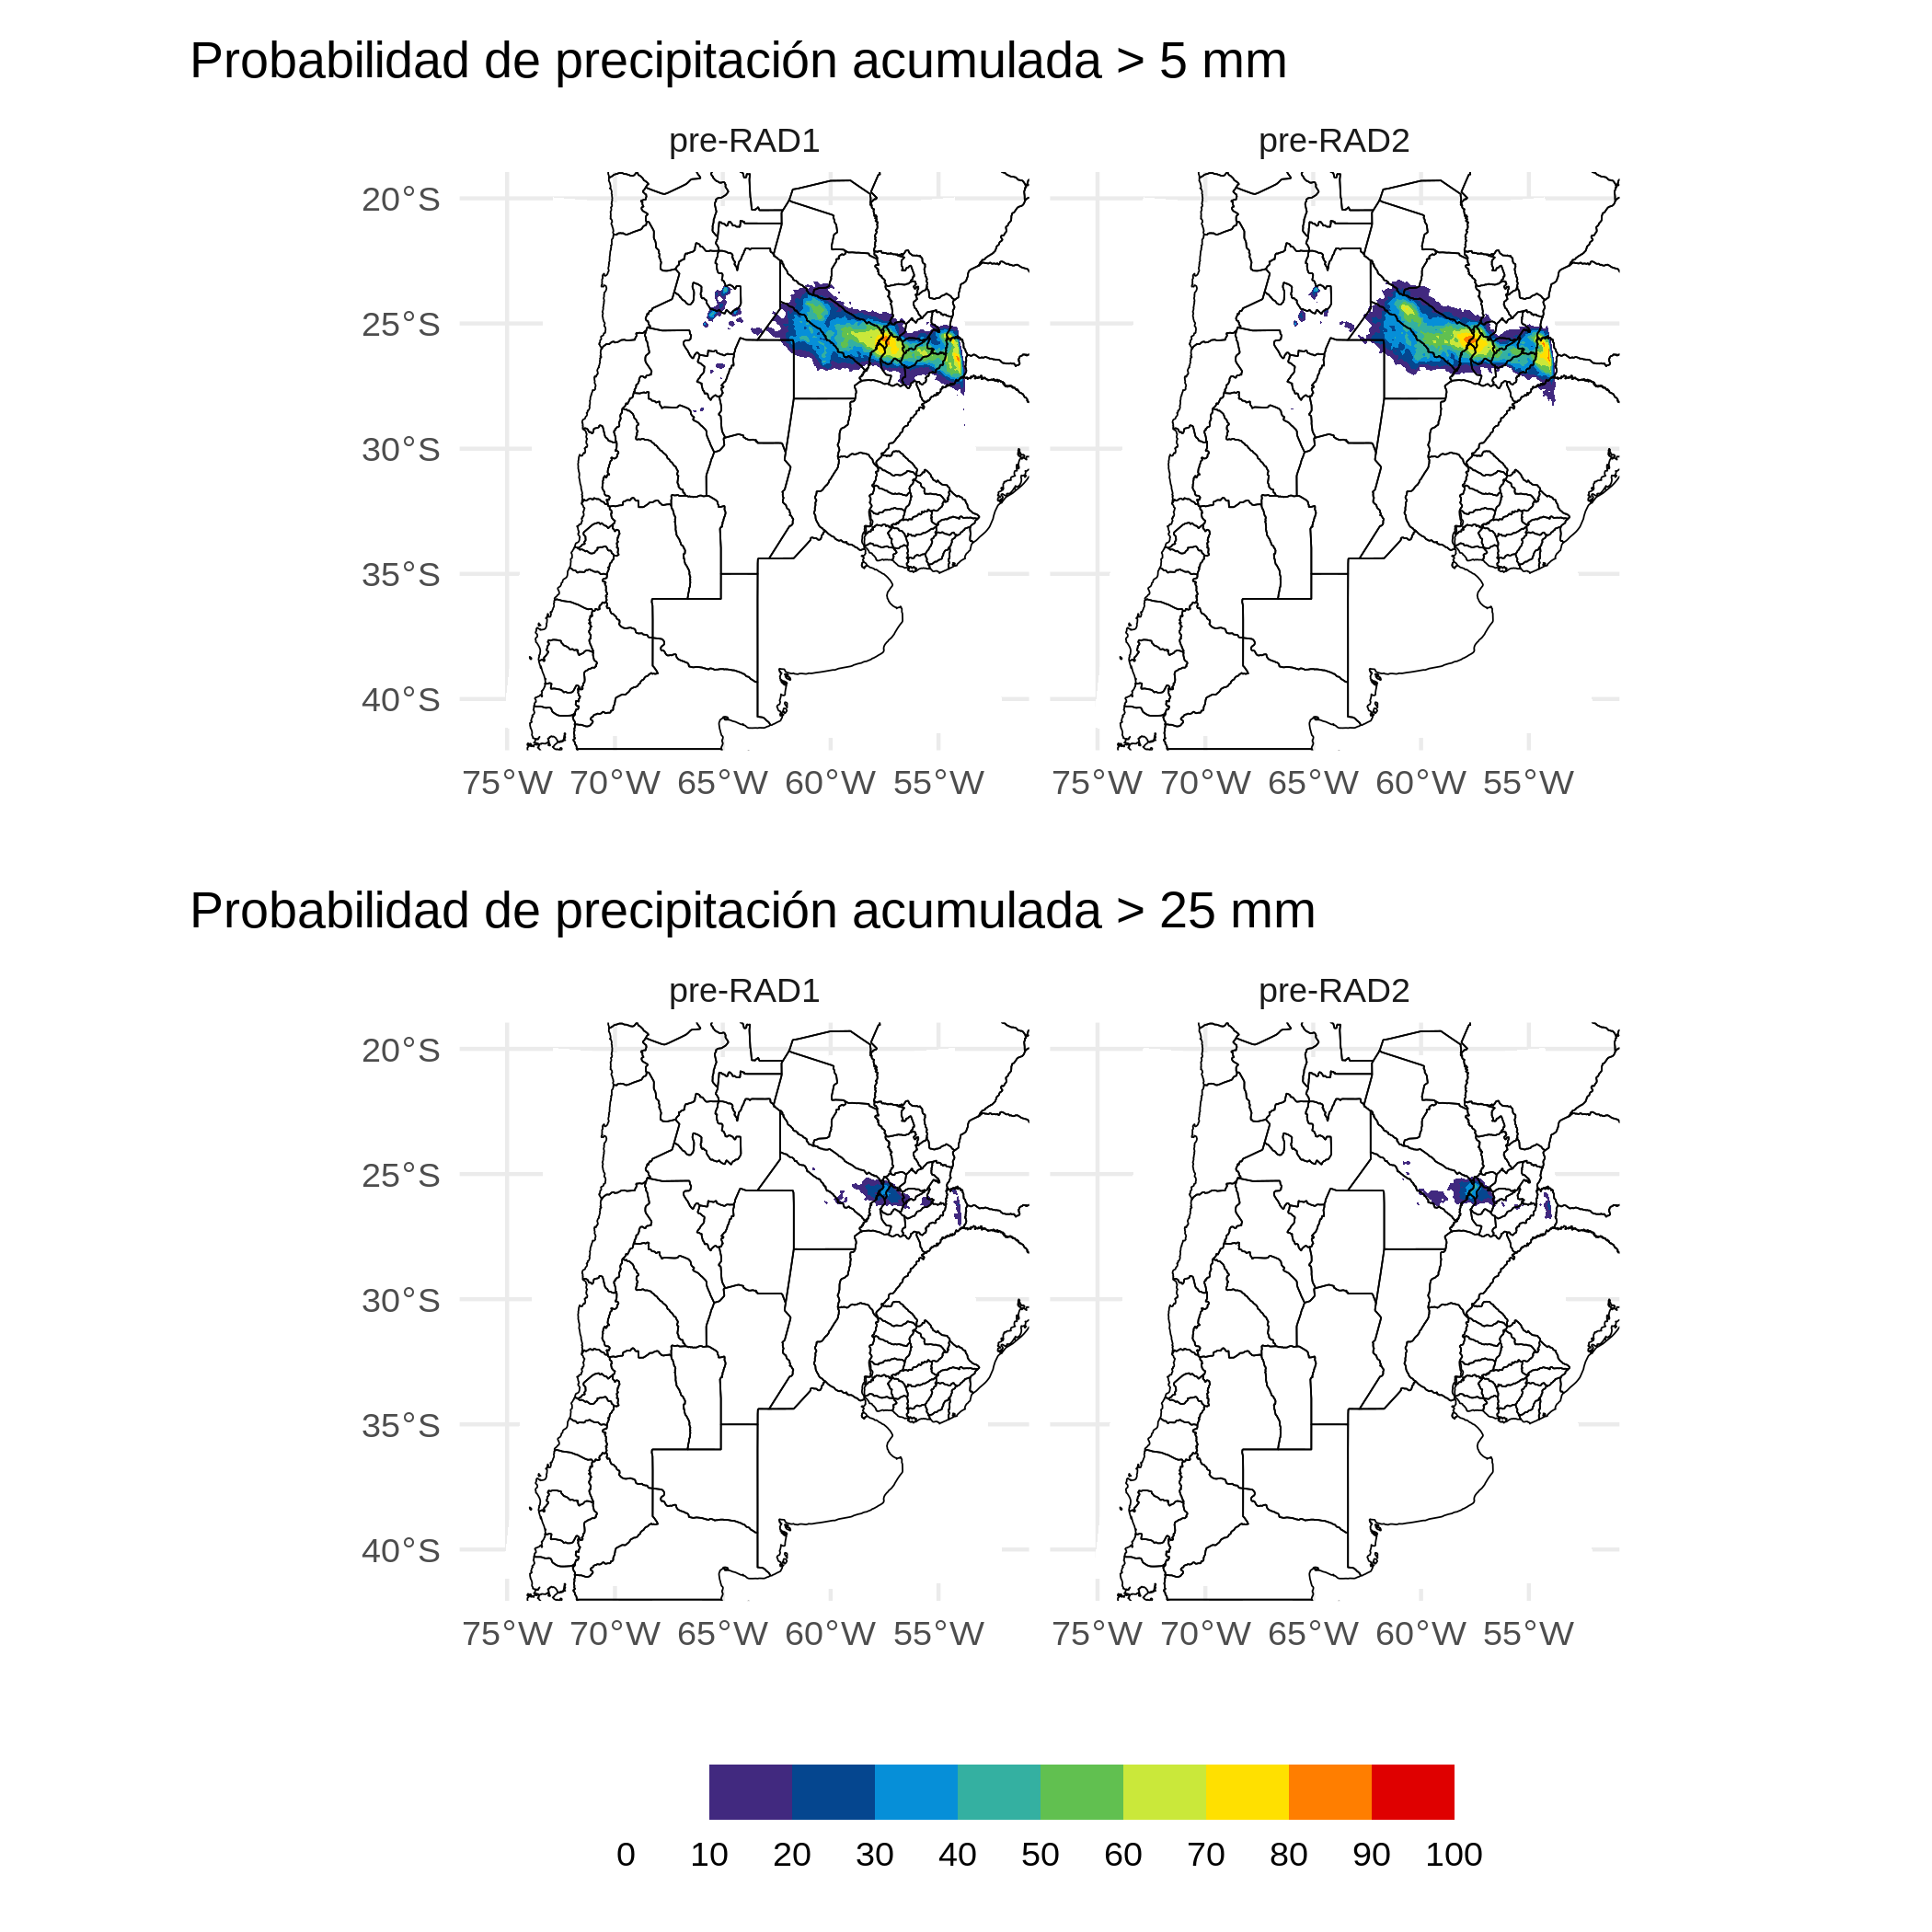 Probabilidad de precipitación acumulada > 5 mm
pre-RAD1 pre-RAD2
20°S
25°S
30°S
35°S
40°S
75°W 70°W 65°W 60°W 55°W 75°W 70°W 65°W 60°W 55°W
Probabilidad de precipitación acumulada > 25 mm
pre-RAD1 pre-RAD2
20°S
25°S
30°S
35°S
40°S
75°W 70°W 65°W 60°W 55°W 75°W 70°W 65°W 60°W 55°W
0 10 20 30 40 50 60 70 80 90 100